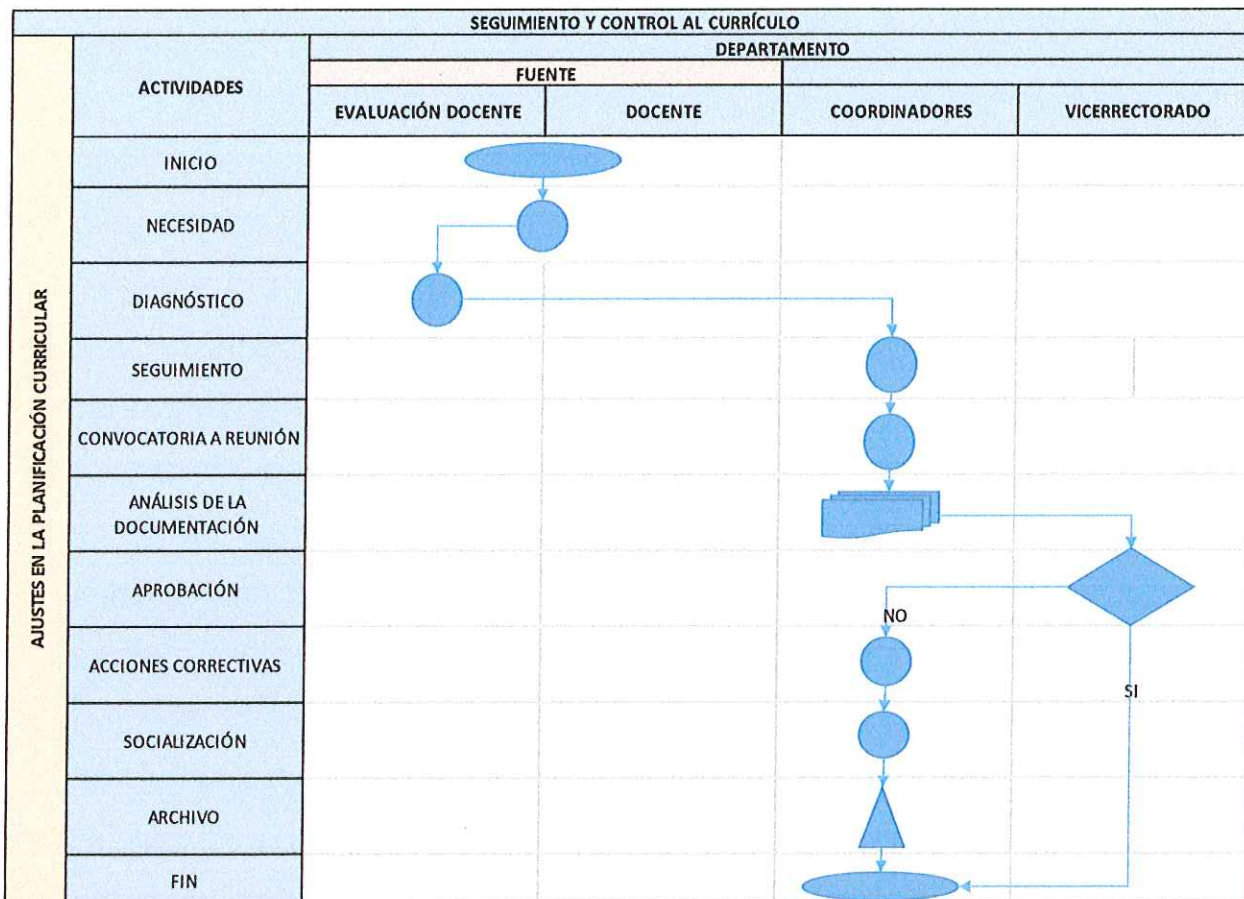 SEGUIMIENTO Y CONTROL AL CURRÍCULO
AJUSTES EN LA PLANIFICACIÓN CURRICULAR
ACTIVIDADES
DEPARTAMENTO
FUENTE
EVALUACIÓN DOCENTE
DOCENTE
COORDINADORES
VICERRECTORADO
INICIO
NECESIDAD
DIAGNÓSTICO
SEGUIMIENTO
CONVOCATORIA A REUNIÓN
ANÁLISIS DE LA
DOCUMENTACIÓN
APROBACIÓN
NO
ACCIONES CORRECTIVAS
SI
SOCIALIZACIÓN
ARCHIVO
FIN